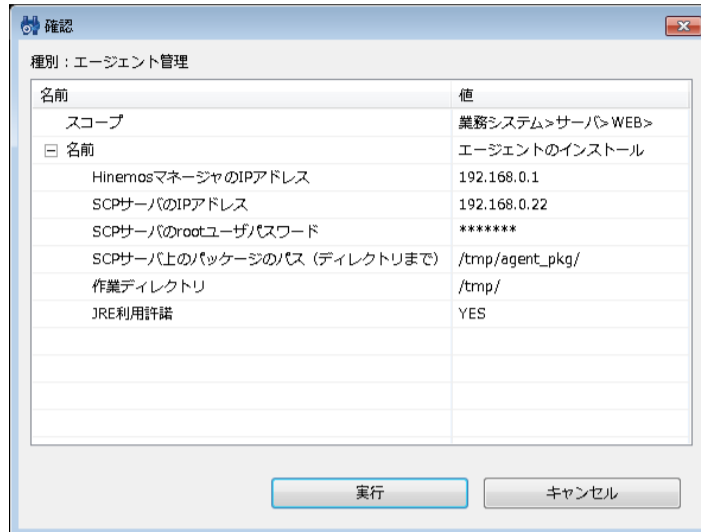 確認
種別：エージェント管理
名前 値
スコープ 業務システム>サーバ>WEB>
名前 エージェントのインストール
HinemosマネージャのIPアドレス 192.168.0.1
SCPサーバのIPアドレス 192.168.0.22
SCPサーバのrootユーザパスワード *******
SCPサーバ上のパッケージのパス（ディレクトリまで） /tmp/agent_pkg/
作業ディレクトリ /tmp/
JRE利用許諾 YES
実行 キャンセル